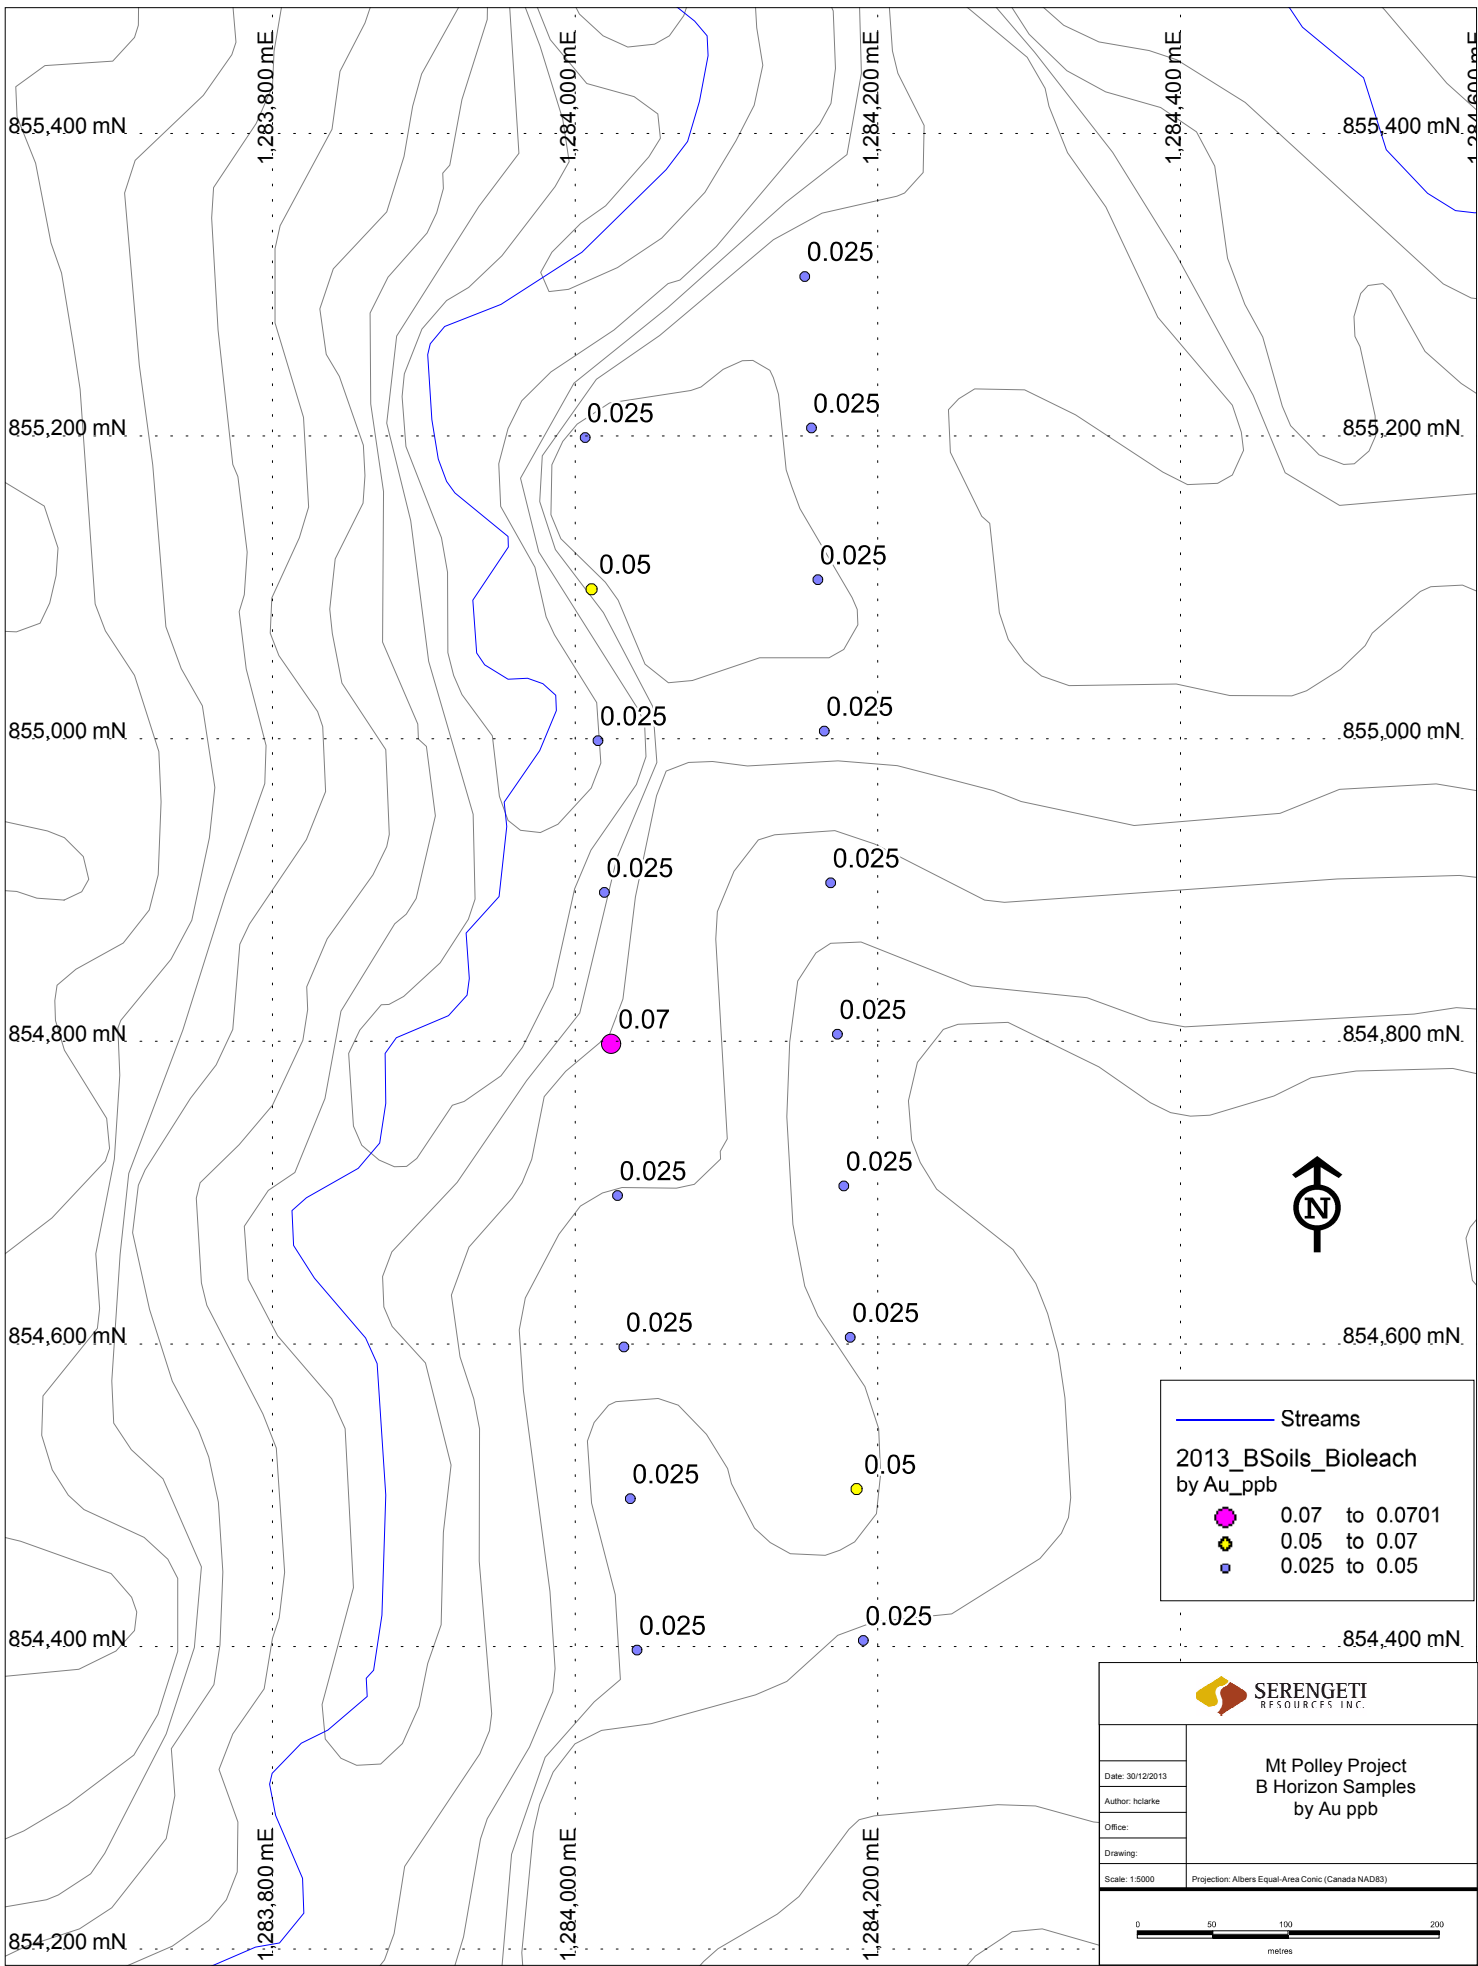 1,283,800 mE
1,284,000 mE
1,284,200 mE
1,284,400 mE
1,284,600 mE
855,400 mN
855,400 mN
0.025
0.025
0.025
855,200 mN
855,200 mN
0.05
0.025
0.025
0.025
855,000 mN
855,000 mN
0.025
0.025
0.07
0.025
854,800 mN
854,800 mN
0.025
0.025
N
0.025
0.025
854,600 mN
854,600 mN
0.025
0.05
0.025
0.025
854,400 mN
854,400 mN
Streams
2013_BSoils_Bioleach
by Au_ppb
0.07 to 0.0701
0.05 to 0.07
0.025 to 0.05
SERENGETI
RESOURCES INC.
Date: 30/12/2013
Author: hclarke
Office:
Drawing:
Scale: 1:5000
Mt Polley Project
B Horizon Samples
by Au ppb
Projection: Albers Equal-Area Conic (Canada NAD83)
0 50 100 200
metres
1,283,800 mE
1,284,000 mE
1,284,200 mE
854,200 mN